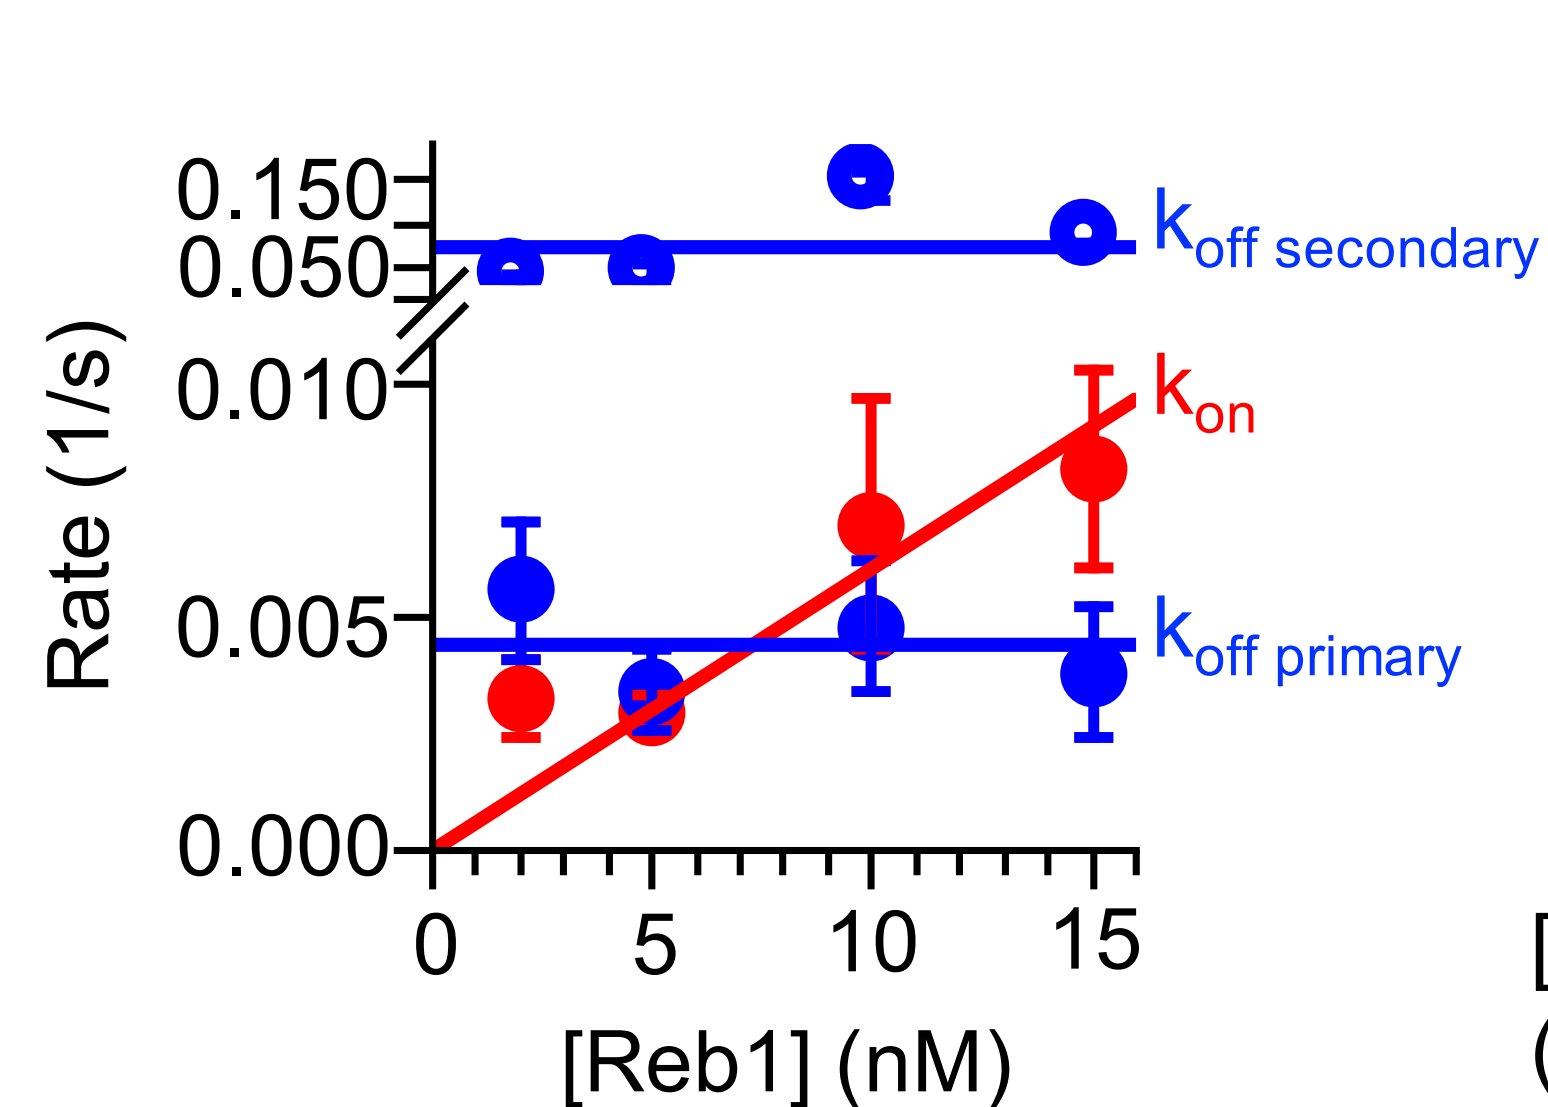 0.150
0.050
0.010
0.005
0.000
Rate (1/s)
koff secondary
kon
koff primary
0 5 10 15
[Reb1] (nM)
[
(